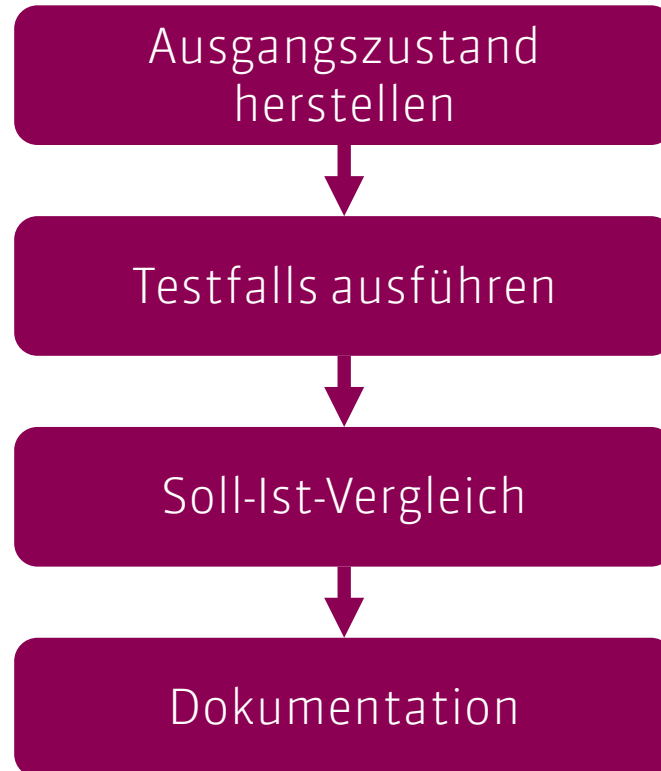 Ausgangszustand
herstellen
Testfalls ausführen
Soll-Ist-Vergleich
Dokumentation